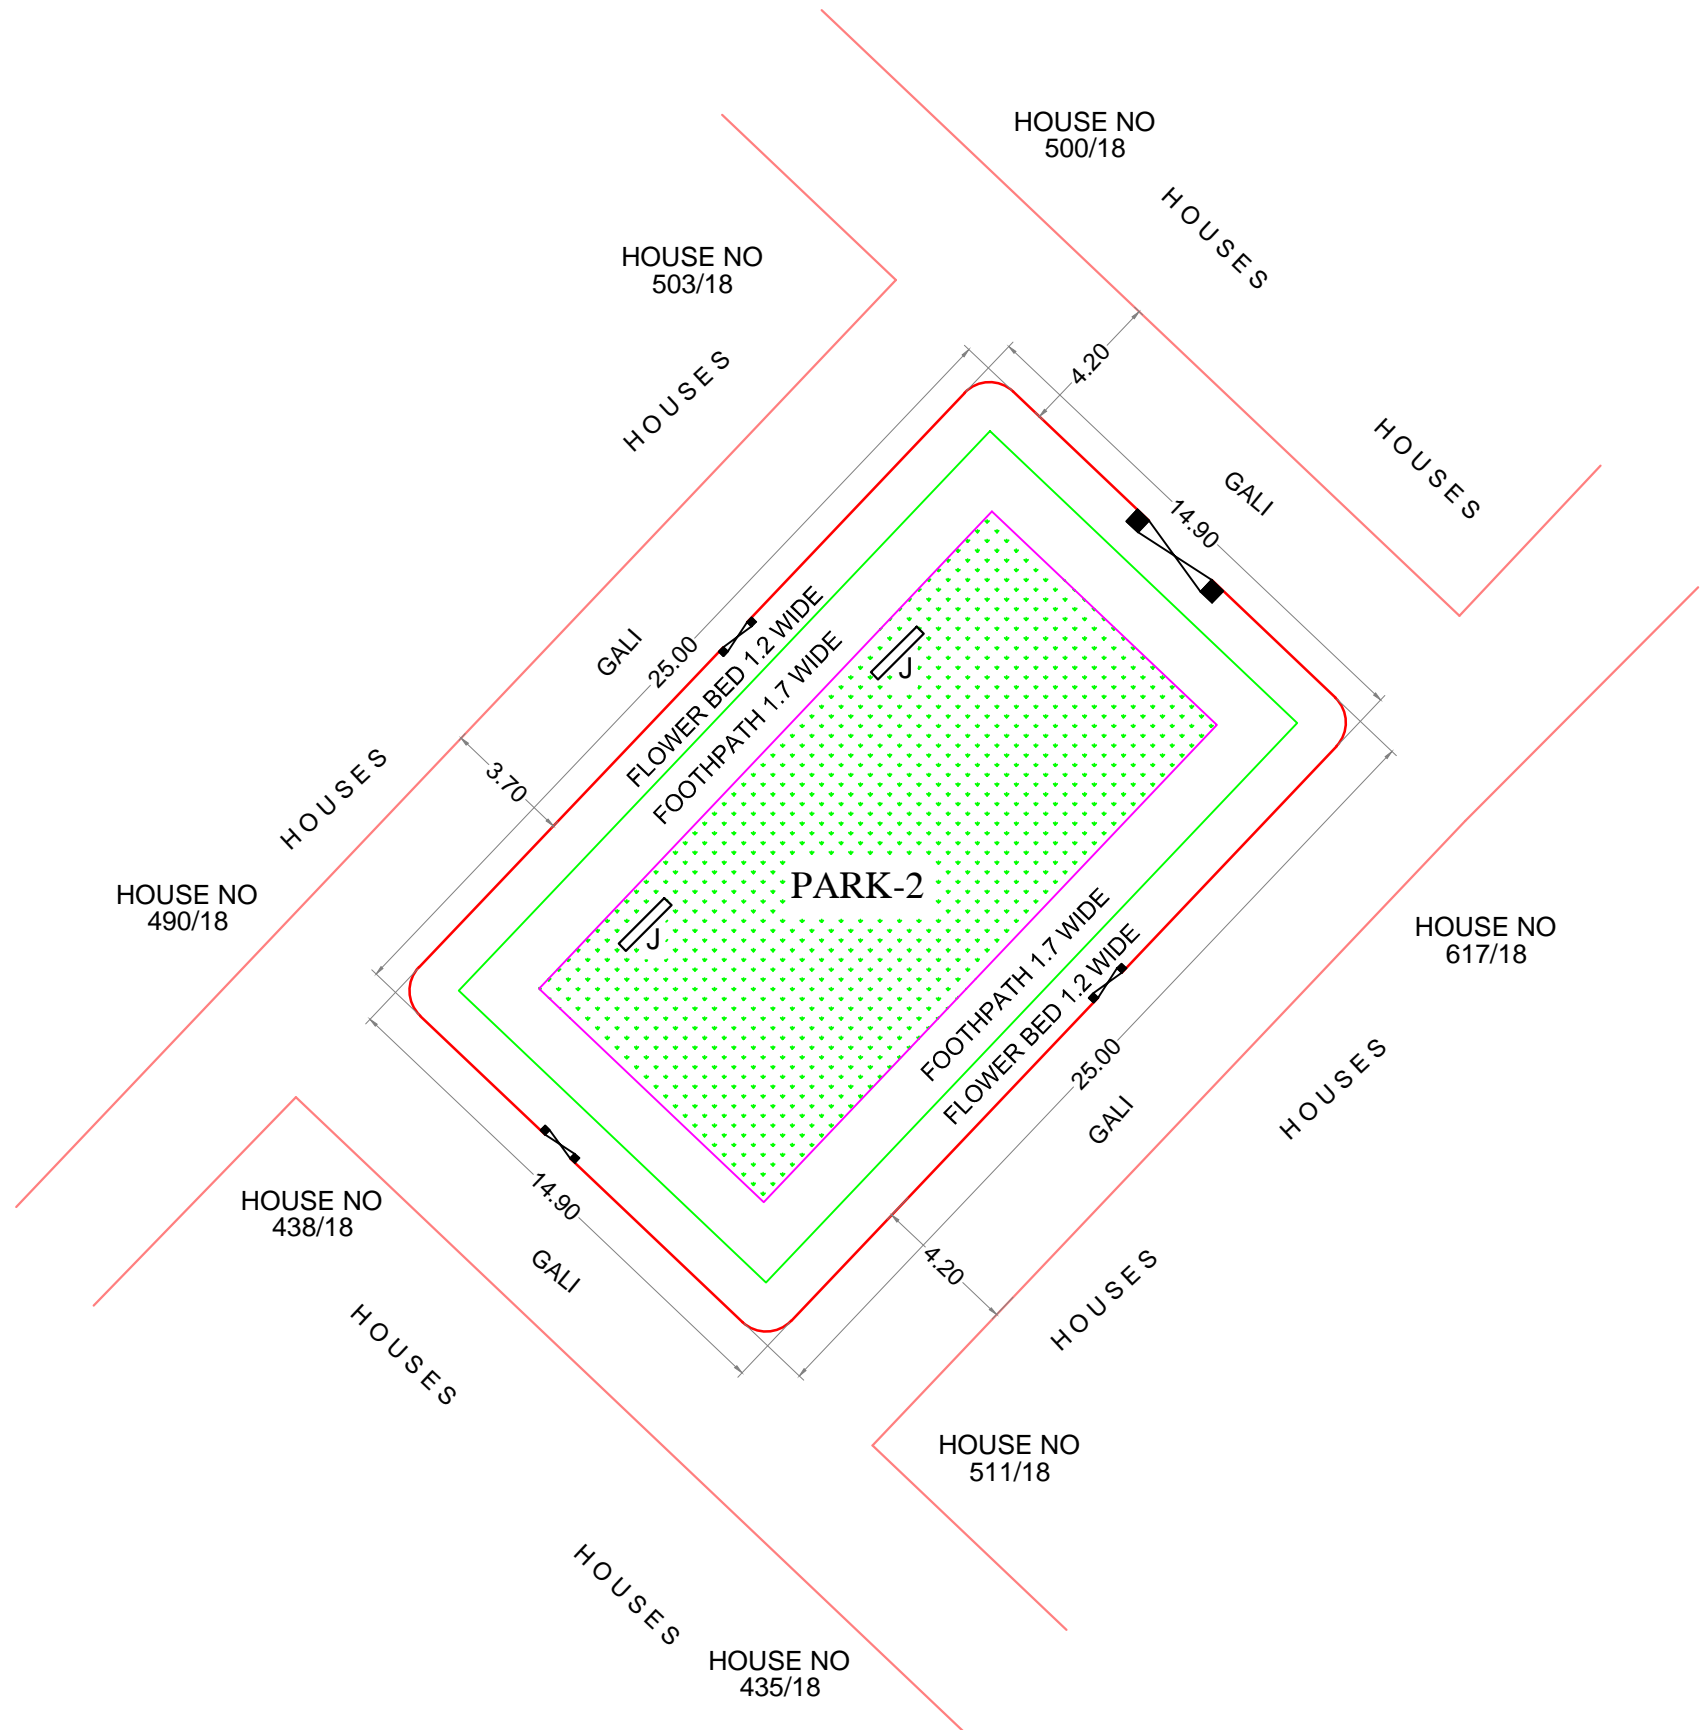 HOUSE NO
500/18
HOUSES
HOUSE NO
503/18
HOUSES
4.20
HOUSES
GALI
14.90
GALI
25.00
FLOWER BED 1.2 WIDE
FOOTHPATH 1.7 WIDE
J
3.70
HOUSES
PARK-2
HOUSE NO
490/18
J
FOOTHPATH 1.7 WIDE
FLOWER BED 1.2 WIDE
HOUSE NO
617/18
25.00
GALI
HOUSES
HOUSE NO
438/18
14.90
GALI
4.20
HOUSES
HOUSES
HOUSE NO
511/18
HOUSES
HOUSE NO
435/18